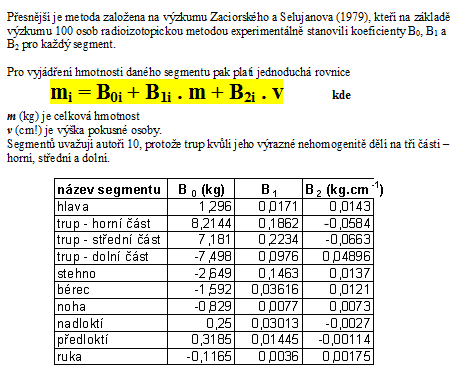 Přesnější je metoda založena na výzkumu Zaciorského a Selujanova (1979), kteří na základě
výzkumu 100 osob radioizotopickou metodou experimentálně stanovili koeficienty B₀, B₁ a
B₂ pro každý segment.
Pro vyjádření hmotnosti daného segmentu pak platí jednoduchá rovnice
mᵢ = B₀ᵢ + B₁ᵢ . m + B₂ᵢ . v kde
m (kg) je celková hmotnost
v (cm!) je výška pokusné osoby.
Segmentů uvažují autoři 10, protože trup kvůli jeho výrazné nehomogenitě dělí na tři části –
horní, střední a dolní.
název segmentu B ₀ (kg) B ₁ B ₂ (kg.cm⁻¹)
hlava 1,296 0,0171 0,0143
trup - horní část 8,2144 0,1862 -0,0584
trup - střední část 7,181 0,2234 -0,0663
trup - dolní část -7,498 0,0976 0,04896
stehno -2,649 0,1463 0,0137
bérec -1,592 0,03616 0,0121
noha -0,829 0,0077 0,0073
nadloktí 0,25 0,03013 -0,0027
předloktí 0,3185 0,01445 -0,00114
ruka -0,1165 0,0036 0,00175